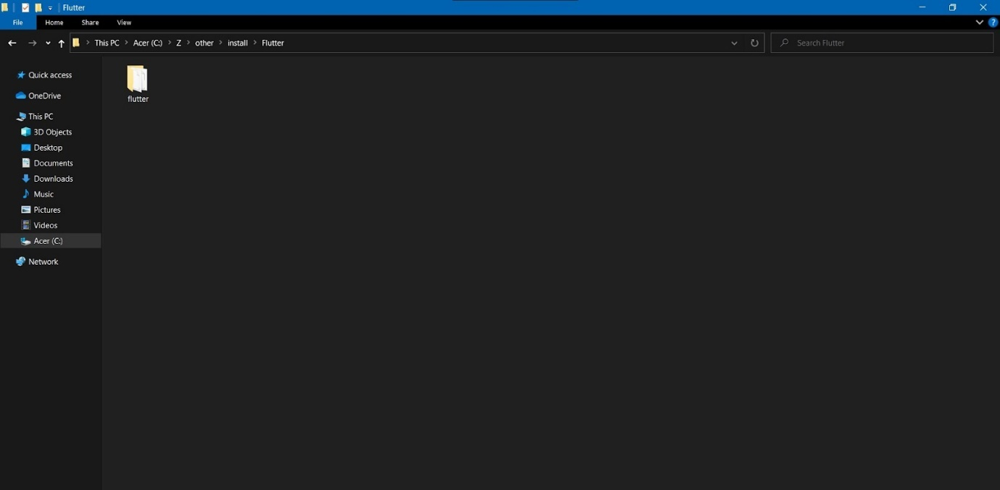 Flutter
File Home Share View
This PC Acer (C:) Z other install Flutter
Search Flutter
Quick access
OneDrive
This PC
3D Objects
Desktop
Documents
Downloads
Music
Pictures
Videos
Acer (C:)
Network
flutter